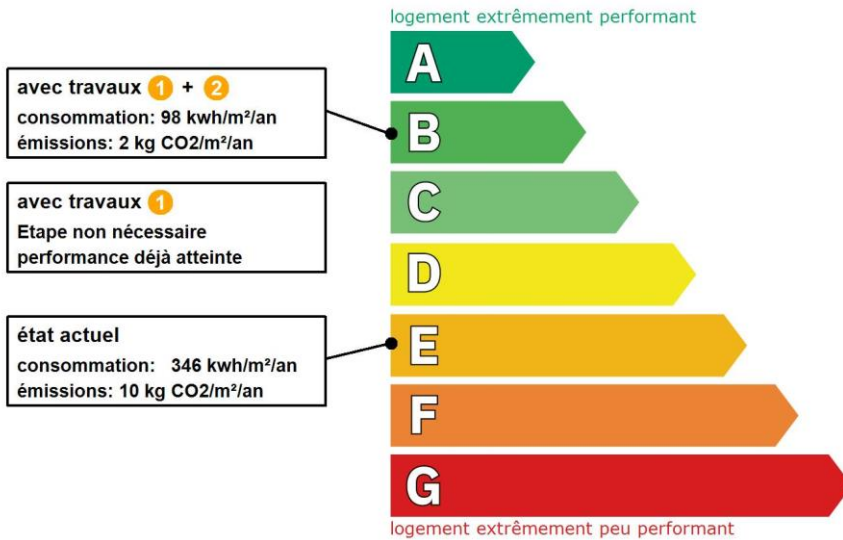 logement extrêmement performant
avec travaux 1 + 2
consommation: 98 kwh/m²/an
émissions: 2 kg CO2/m²/an
avec travaux 1
Etape non nécessaire
performance déjà atteinte
état actuel
consommation: 346 kwh/m²/an
émissions: 10 kg CO2/m²/an
A
B
C
D
E
F
G
logement extrêmement peu performant